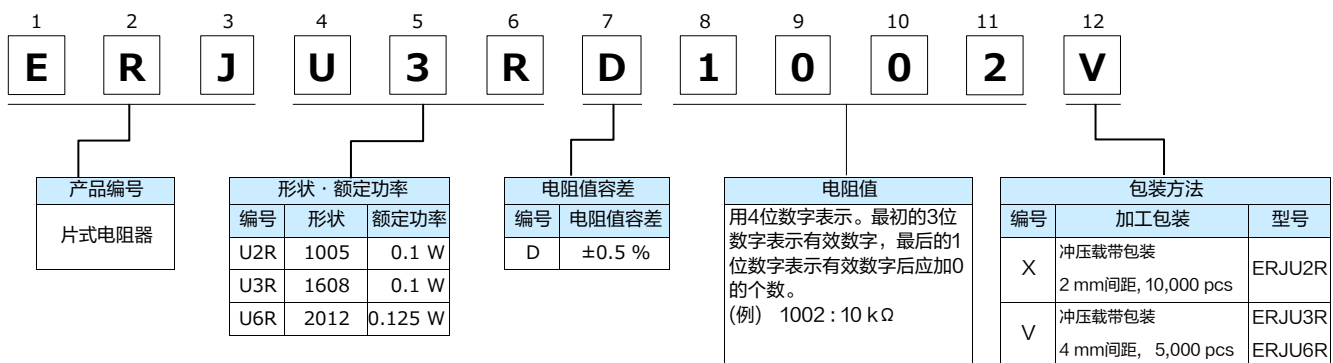 1 2 3 4 5 6 7 8 9 10 11 12
E R J U 3 R D 1 0 0 2 V
产品编号
片式电阻器
形状・额定功率
编号 形状 额定功率
U2R 1005 0.1 W
U3R 1608 0.1 W
U6R 2012 0.125 W
电阻值容差
编号 电阻值容差
D ±0.5 %
电阻值
用4位数字表示。最初的3位
数字表示有效数字，最后的1
位数字表示有效数字后应加0
的个数。
(例) 1002 : 10 kΩ
包装方法
编号 加工包装 型号
X 冲压载带包装 ERJU2R
2 mm间距, 10,000 pcs
V 冲压载带包装 ERJU3R
4 mm间距, 5,000 pcs ERJU6R